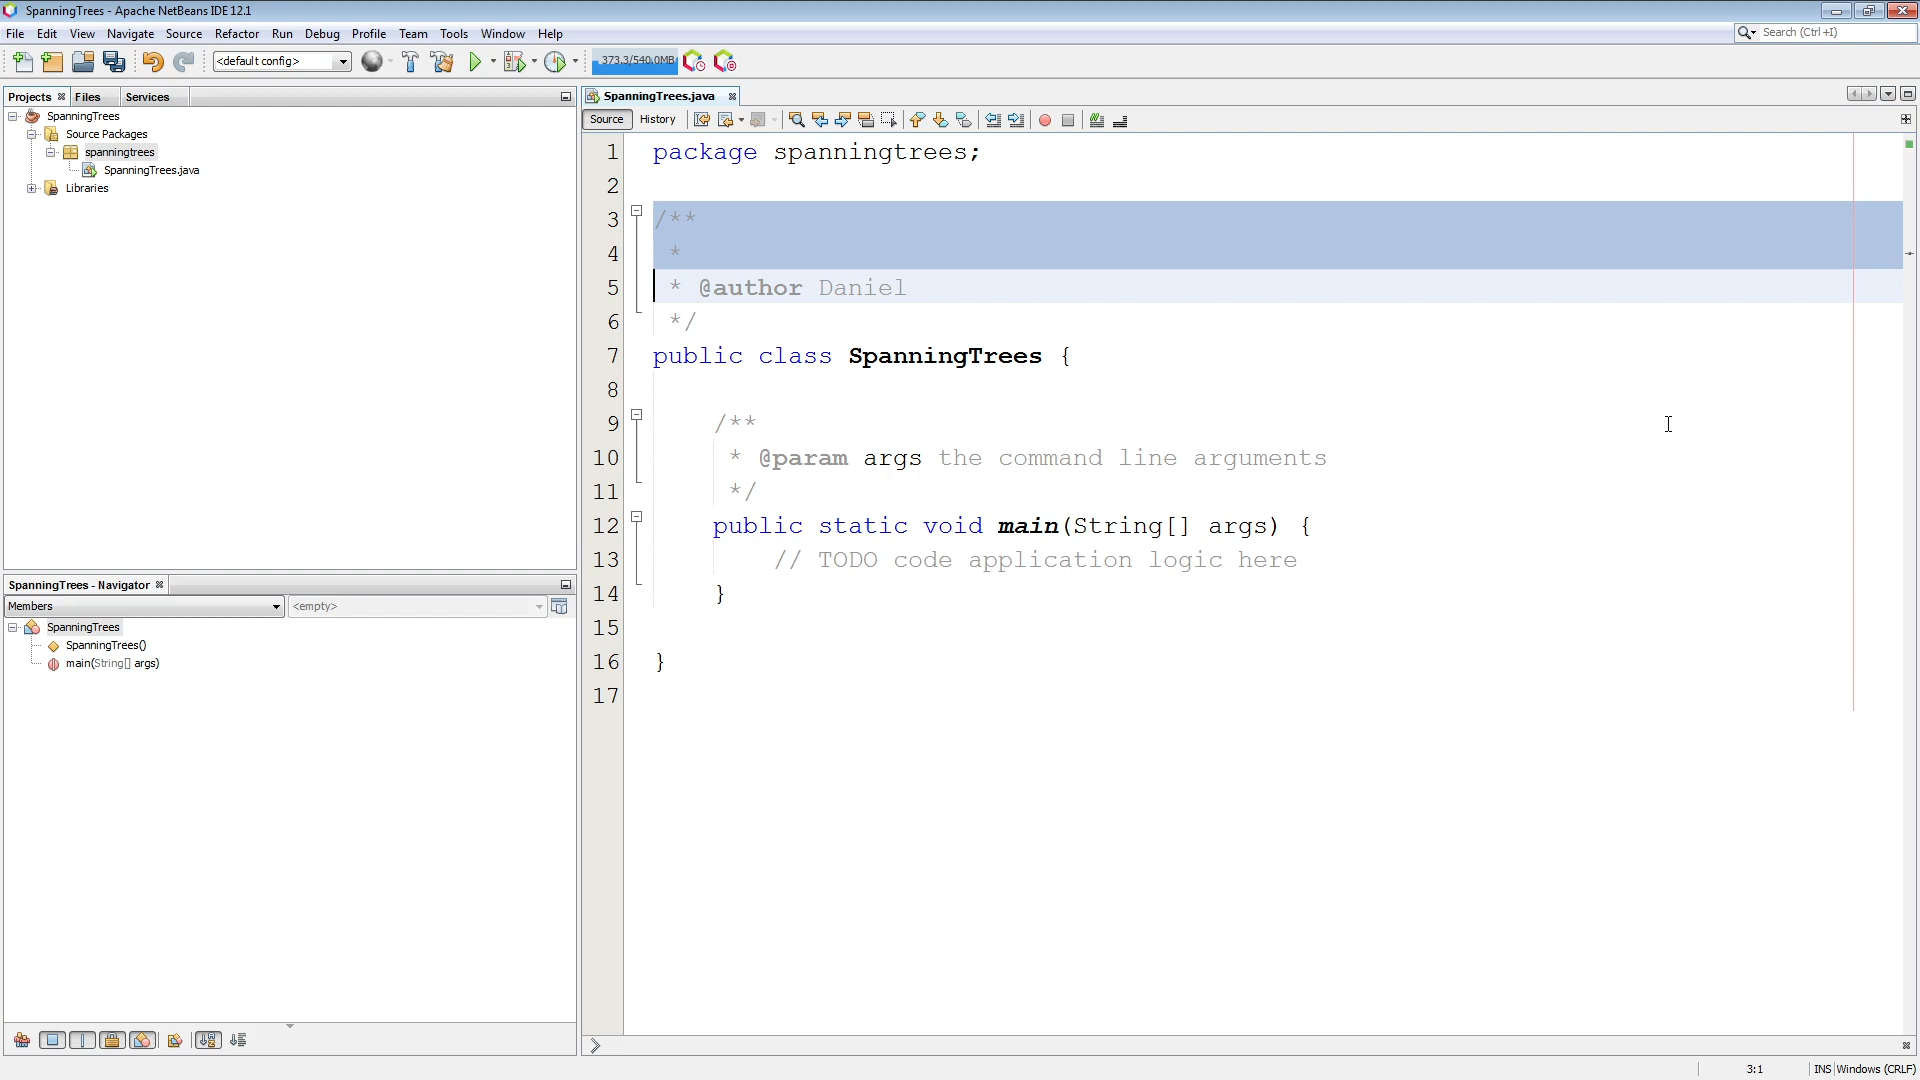 SpanningTrees - Apache NetBeans IDE 12.1
File Edit View Navigate Source Refactor Run Debug Profile Team Tools Window Help
Search (Ctrl+I)
<default config>
373.3/540.0MB
Projects Files Services
SpanningTrees
Source Packages
spanningtrees
SpanningTrees.java
Libraries
SpanningTrees - Navigator
Members
<empty>
SpanningTrees
SpanningTrees()
main(String[] args)
SpanningTrees.java
Source History
1 package spanningtrees;
2
3 /**
4 *
5 * @author Daniel
6 */
7 public class SpanningTrees {
8
9 /**
10 * @param args the command line arguments
11 */
12 public static void main(String[] args) {
13 // TODO code application logic here
14 }
15
16 }
17
3:1 INS Windows (CRLF)